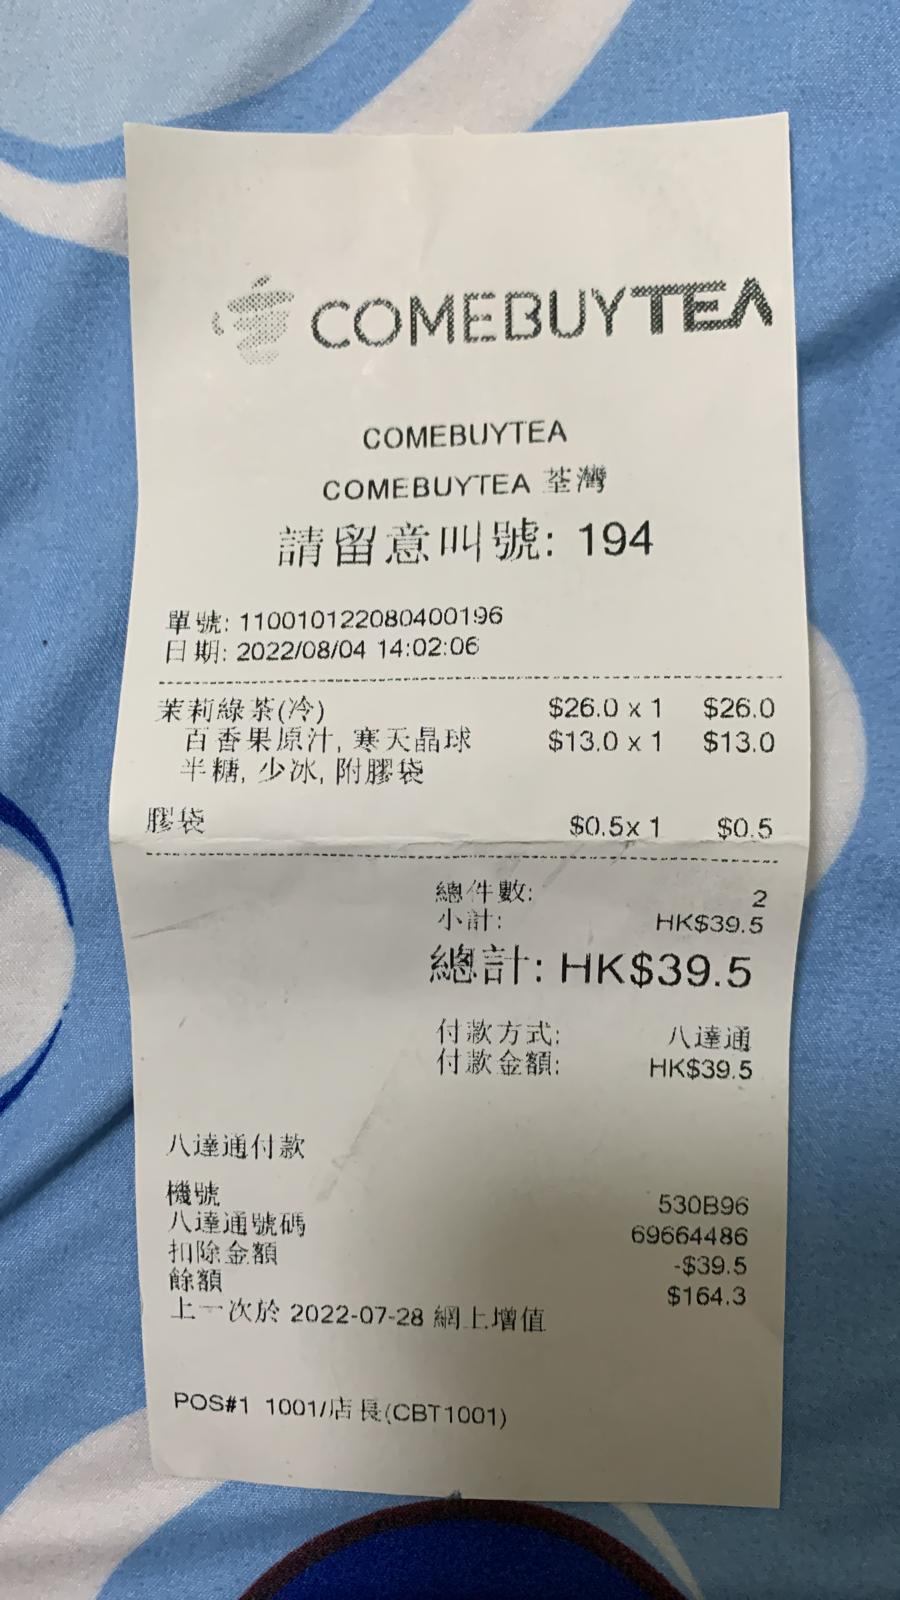 COMEBUYTEA
COMEBUYTEA
COMEBUYTEA 荃灣
請留意叫號: 194
單號: 110010122080400196
日期: 2022/08/04 14:02:06
茉莉綠茶(冷) $26.0 x 1 $26.0
百香果原汁, 寒天晶球 $13.0 x 1 $13.0
半糖, 少冰, 附膠袋
膠袋 $0.5x 1 $0.5
總件數: 2
小計: HK$39.5
總計: HK$39.5
付款方式: 八達通
付款金額: HK$39.5
八達通付款
機號 530B96
八達通號碼 69664486
扣除金額 -$39.5
餘額 $164.3
上一次於 2022-07-28 網上增值
POS#1 1001/店長(CBT1001)